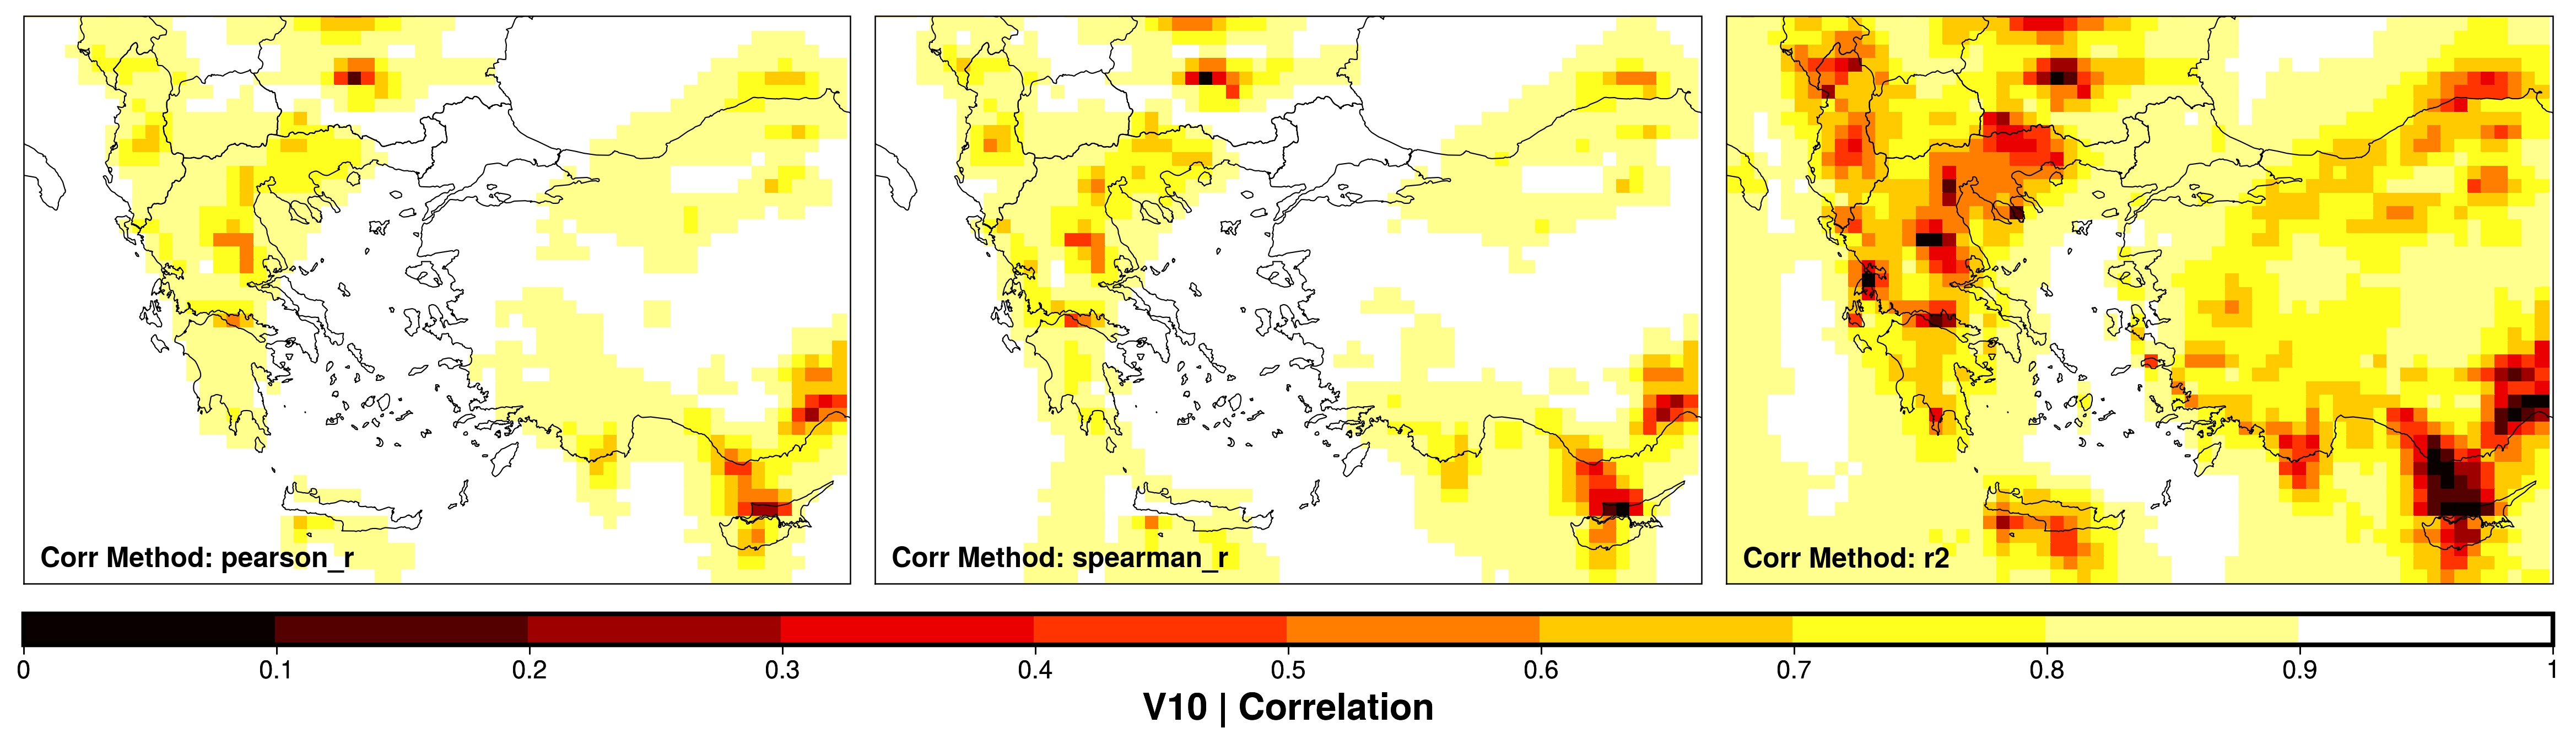 Corr Method: pearson_r
Corr Method: spearman_r
Corr Method: r2
0 0.1 0.2 0.3 0.4 0.5 0.6 0.7 0.8 0.9 1
V10 | Correlation